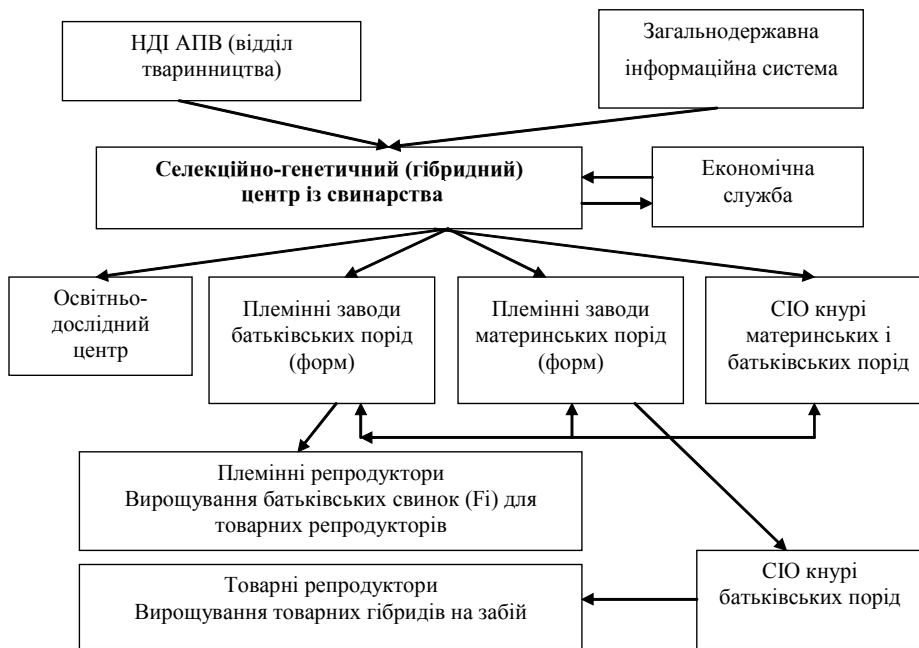 НДІ АПВ (відділ
тваринництва)
Загальнодержавна
інформаційна система
Селекційно-генетичний (гібридний)
центр із свинарства
Економічна
служба
Освітньо-
дослідний
центр
Племінні заводи
батьківських порід
(форм)
Племінні заводи
материнських порід
(форм)
СІО кнурі
материнських і
батьківських порід
Племінні репродуктори
Вирощування батьківських свинок (Fі) для
товарних репродукторів
Товарні репродуктори
Вирощування товарних гібридів на забій
СІО кнурі
батьківських порід